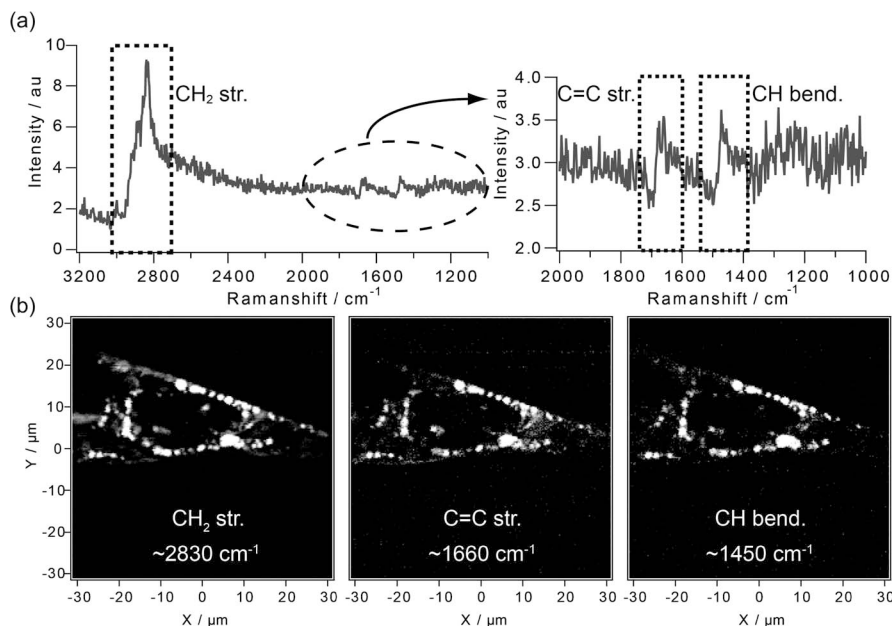 (a)
10
8
6
4
2
0
Intensity / au
CH₂ str.
3200 2800 2400 2000 1600 1200
Ramanshift / cm⁻¹
4.0
3.5
3.0
2.5
2.0
Intensity / au
C=C str.
CH bend.
2000 1800 1600 1400 1200 1000
Ramanshift / cm⁻¹
(b)
30
20
10
0
-10
-20
-30
Y / µm
CH₂ str.
~2830 cm⁻¹
-30 -20 -10 0 10 20 30
X / µm
C=C str.
~1660 cm⁻¹
-30 -20 -10 0 10 20 30
X / µm
CH bend.
~1450 cm⁻¹
-30 -20 -10 0 10 20 30
X / µm